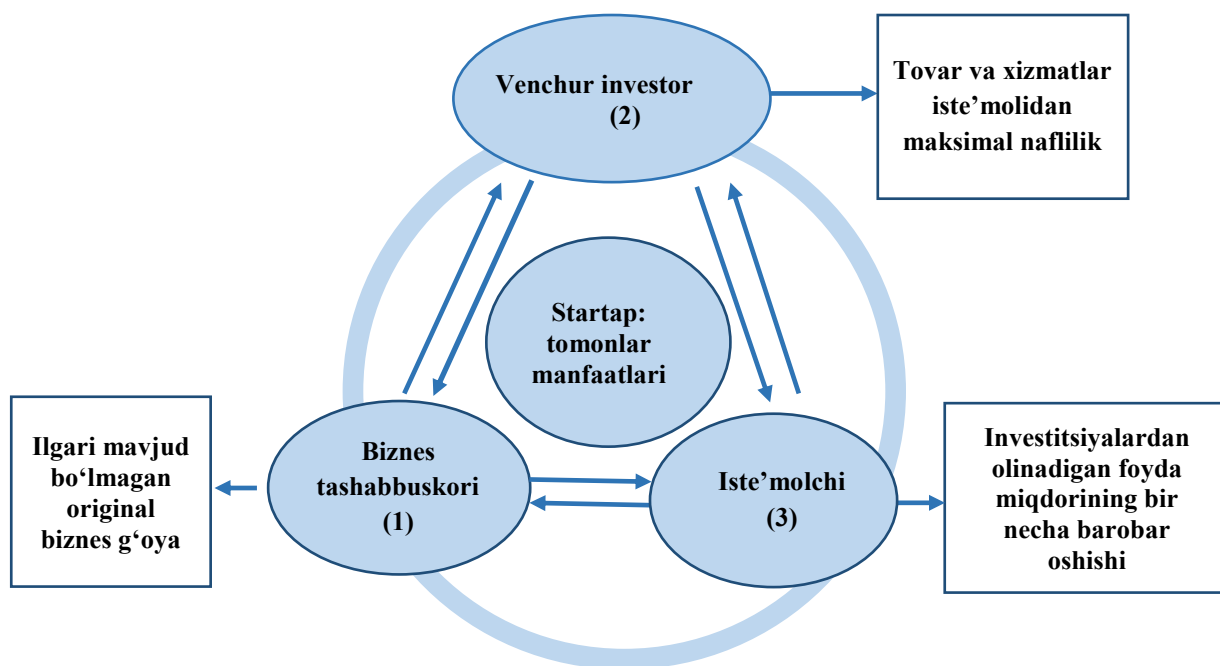 Venchur investor
(2)
Tovar va xizmatlar
iste’molidan
maksimal naflilik
Startap:
tomonlar
manfaatlari
Ilgari mavjud
bo‘lmagan
original
biznes g‘oya
Biznes
tashabbuskori
(1)
Iste’molchi
(3)
Investitsiyalardan
olinadigan foyda
miqdorining bir
necha barobar
oshishi